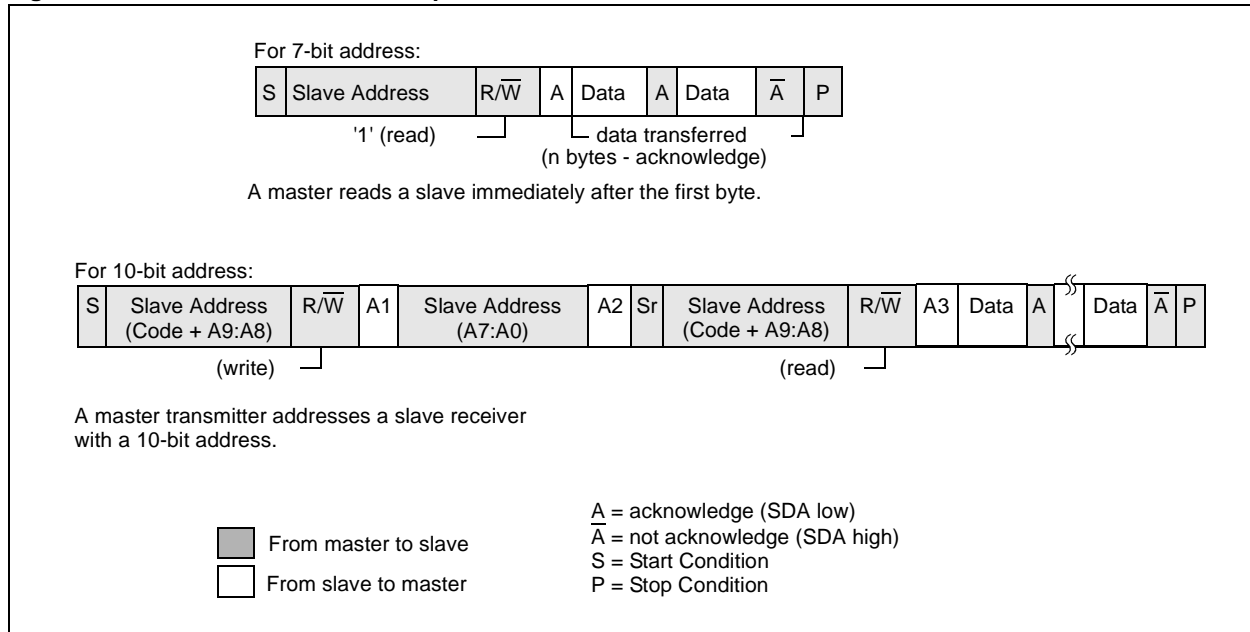 For 7-bit address:
S Slave Address R/W̅ A Data A Data A̅ P
'1' (read) data transferred
(n bytes - acknowledge)
A master reads a slave immediately after the first byte.
For 10-bit address:
S Slave Address (Code + A9:A8) R/W̅ A1 Slave Address (A7:A0) A2 Sr Slave Address (Code + A9:A8) R/W̅ A3 Data A Data A̅ P
(write) (read)
A master transmitter addresses a slave receiver
with a 10-bit address.
From master to slave
From slave to master
A = acknowledge (SDA low)
A̅ = not acknowledge (SDA high)
S = Start Condition
P = Stop Condition